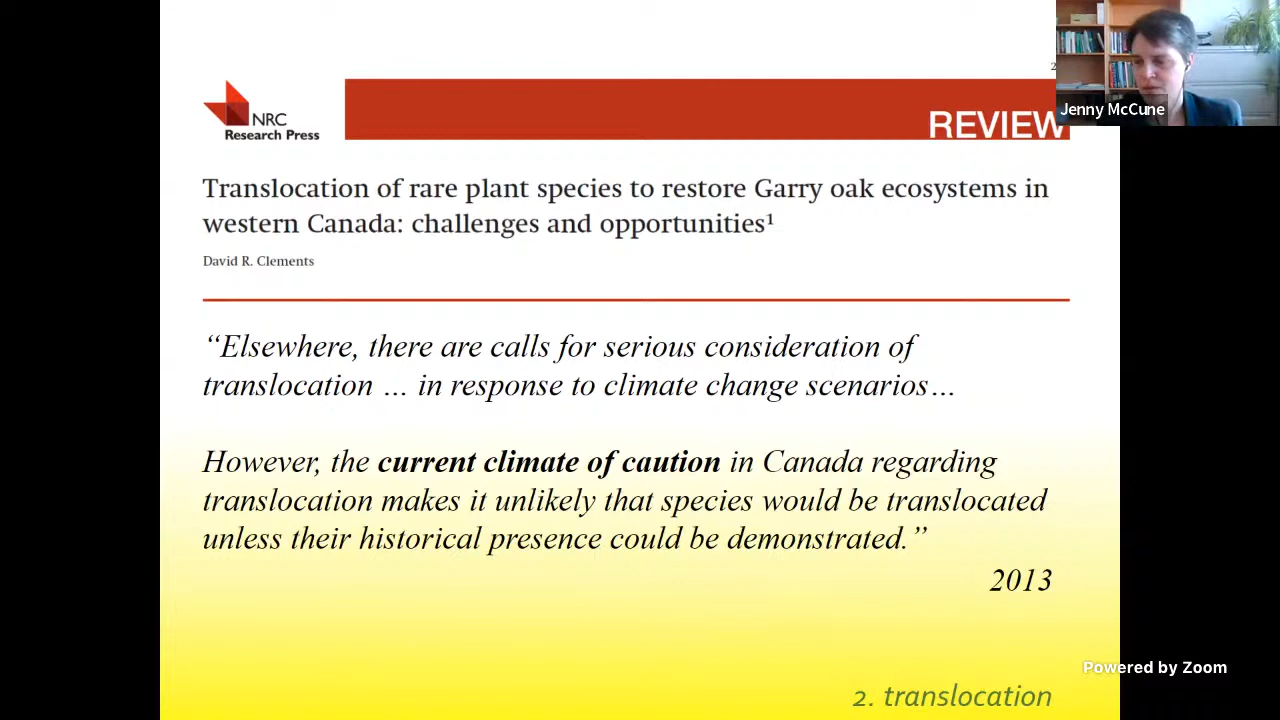 NRC
Research Press
REVIEW
2
Jenny McCune
Translocation of rare plant species to restore Garry oak ecosystems in
western Canada: challenges and opportunities¹
David R. Clements
“Elsewhere, there are calls for serious consideration of
translocation … in response to climate change scenarios…
However, the current climate of caution in Canada regarding
translocation makes it unlikely that species would be translocated
unless their historical presence could be demonstrated.”
2013
Powered by Zoom
2. translocation